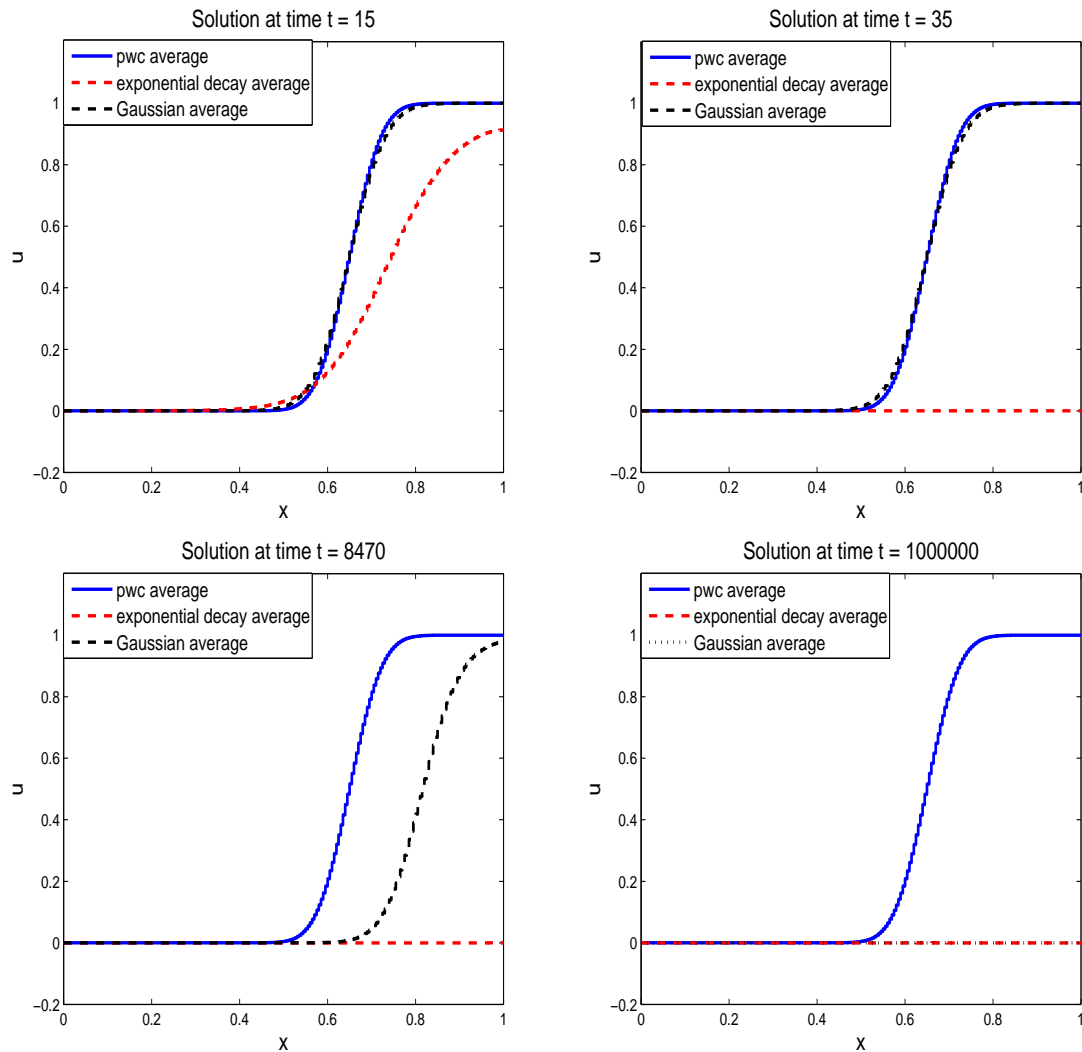 Solution at time t = 15
pwc average
exponential decay average
Gaussian average
1
0.8
0.6
0.4
0.2
0
−0.2
u
0
0.2
0.4
0.6
0.8
1
x
Solution at time t = 35
pwc average
exponential decay average
Gaussian average
1
0.8
0.6
0.4
0.2
0
−0.2
u
0
0.2
0.4
0.6
0.8
1
x
Solution at time t = 8470
pwc average
exponential decay average
Gaussian average
1
0.8
0.6
0.4
0.2
0
−0.2
u
0
0.2
0.4
0.6
0.8
1
x
Solution at time t = 1000000
pwc average
exponential decay average
Gaussian average
1
0.8
0.6
0.4
0.2
0
−0.2
u
0
0.2
0.4
0.6
0.8
1
x